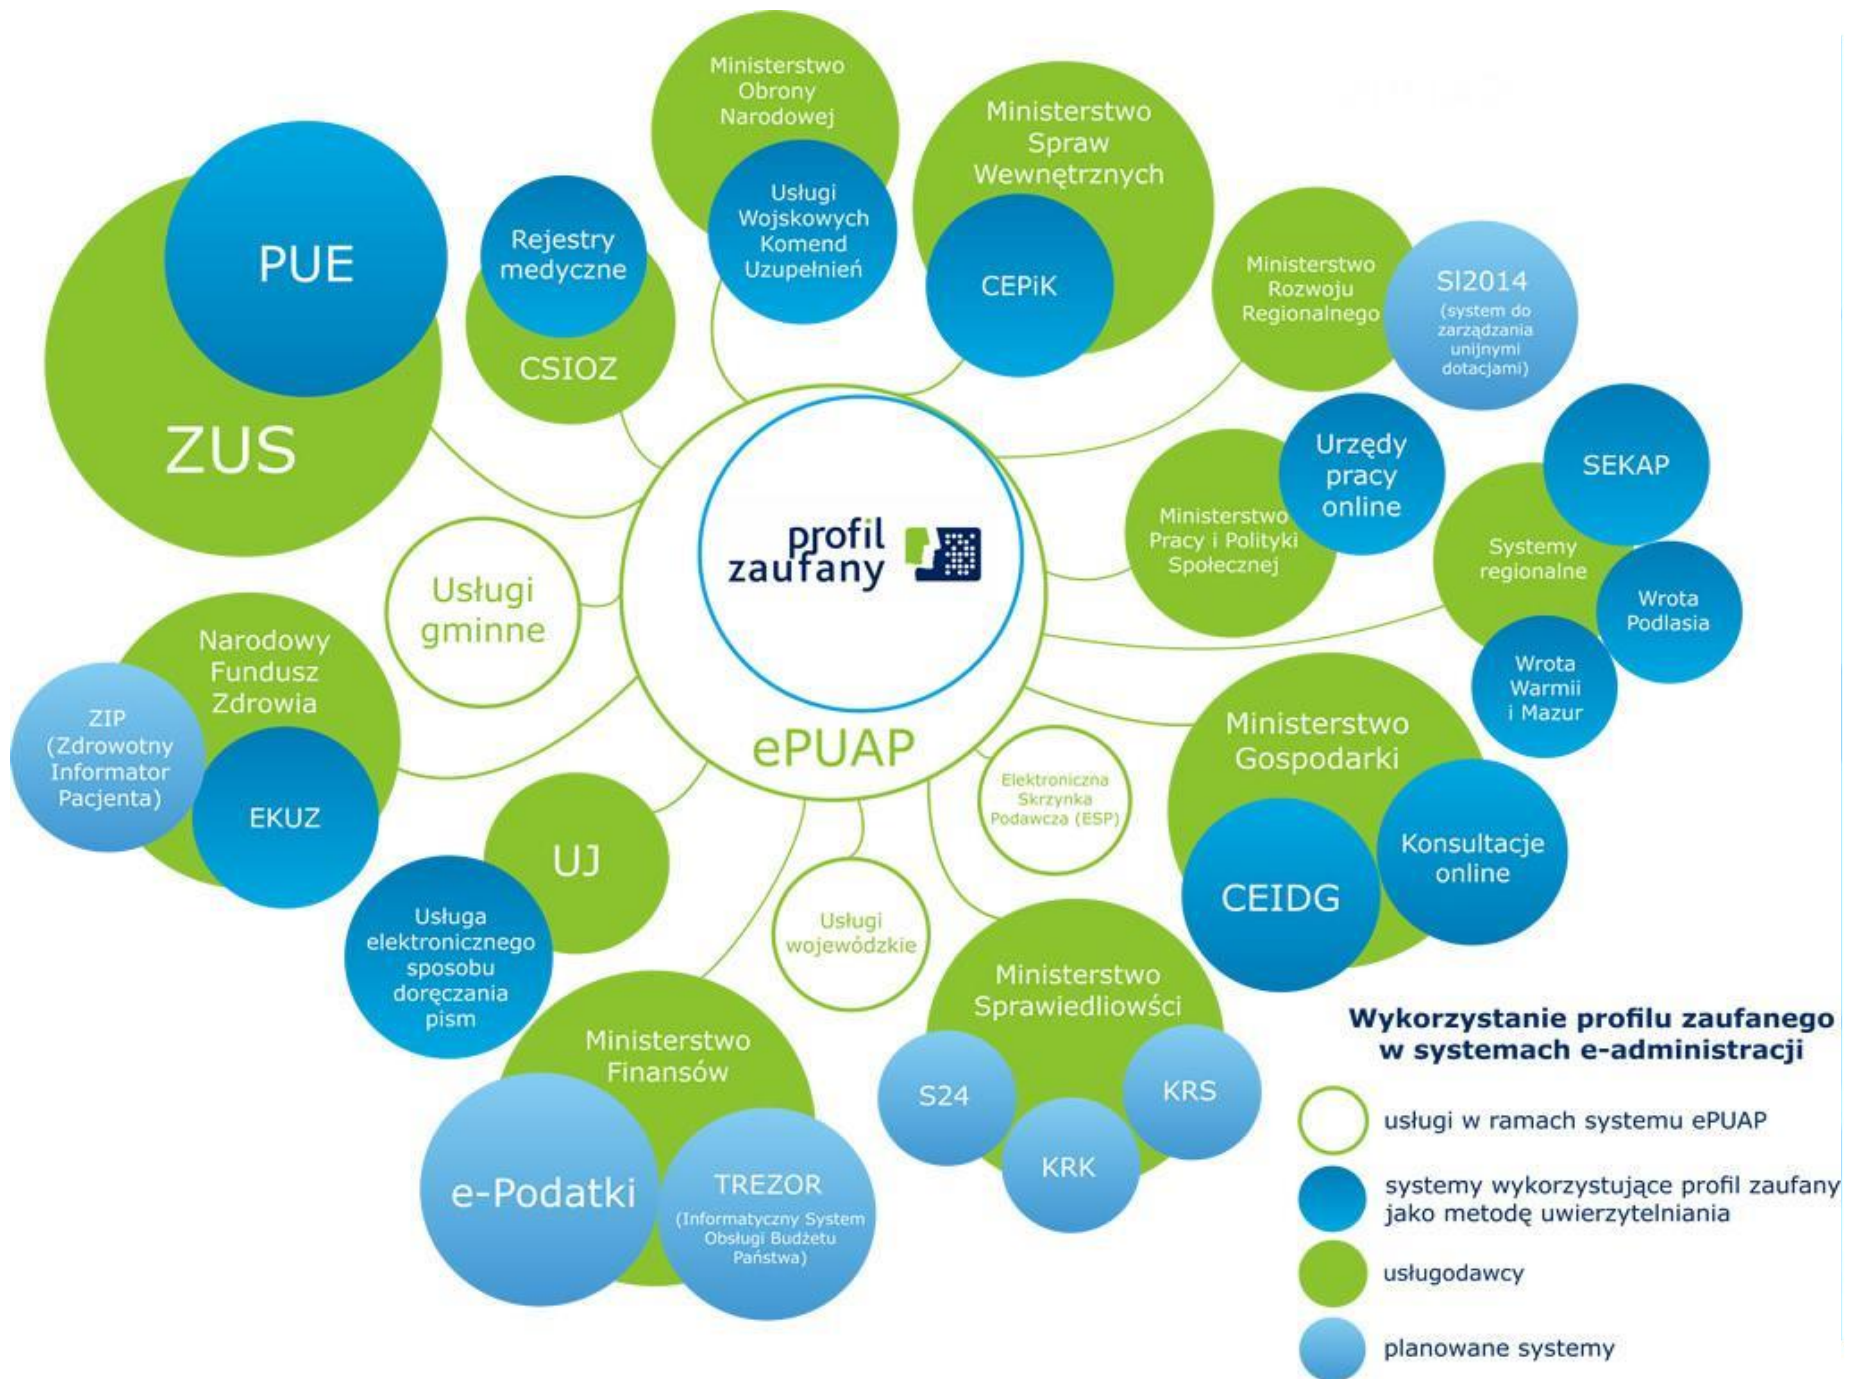 Ministerstwo
Obrony
Narodowej
Usługi
Wojskowych
Komend
Uzupełnień
Ministerstwo
Spraw
Wewnętrznych
CEPiK
PUE
ZUS
Rejestry
medyczne
CSIOZ
Ministerstwo
Rozwoju
Regionalnego
SI2014
(system do
zarządzania
unijnymi
dotacjami)
Urzędy
pracy
online
Ministerstwo
Pracy i Polityki
Społecznej
SEKAP
Systemy
regionalne
Wrota
Podlasia
Wrota
Warmii
i Mazur
profil
zaufany
ePUAP
Usługi
gminne
Narodowy
Fundusz
Zdrowia
ZIP
(Zdrowotny
Informator
Pacjenta)
EKUZ
UJ
Usługa
elektronicznego
sposobu
doręczania
pism
Elektroniczna
Skrzynka
Podawcza (ESP)
Usługi
wojewódzkie
Ministerstwo
Gospodarki
CEIDG
Konsultacje
online
Ministerstwo
Finansów
e-Podatki
TREZOR
(Informatyczny System
Obsługi Budżetu
Państwa)
Ministerstwo
Sprawiedliowści
S24
KRK
KRS
Wykorzystanie profilu zaufanego
w systemach e-administracji
usługi w ramach systemu ePUAP
systemy wykorzystujące profil zaufany
jako metodę uwierzytelniania
usługodawcy
planowane systemy